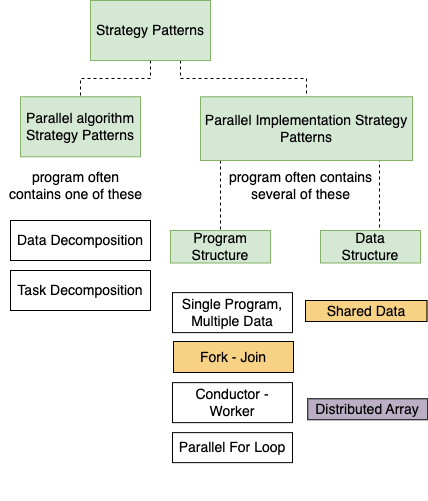 Strategy Patterns
Parallel algorithm
Strategy Patterns
Parallel Implementation Strategy
Patterns
program often
contains one of these
program often contains
several of these
Data Decomposition
Task Decomposition
Program
Structure
Data
Structure
Single Program,
Multiple Data
Shared Data
Fork - Join
Conductor -
Worker
Distributed Array
Parallel For Loop